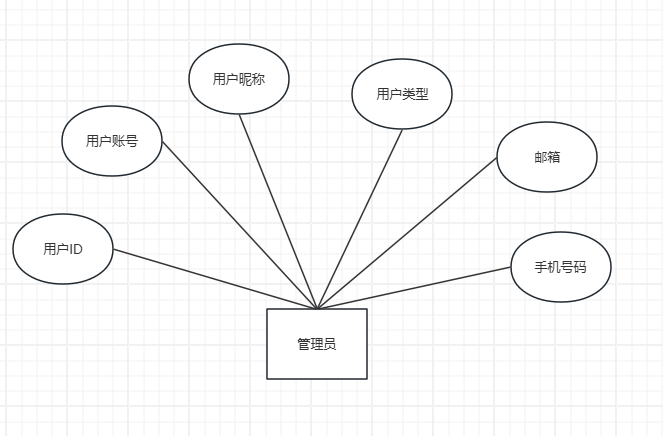 用户昵称
用户类型
用户账号
邮箱
用户ID
手机号码
管理员